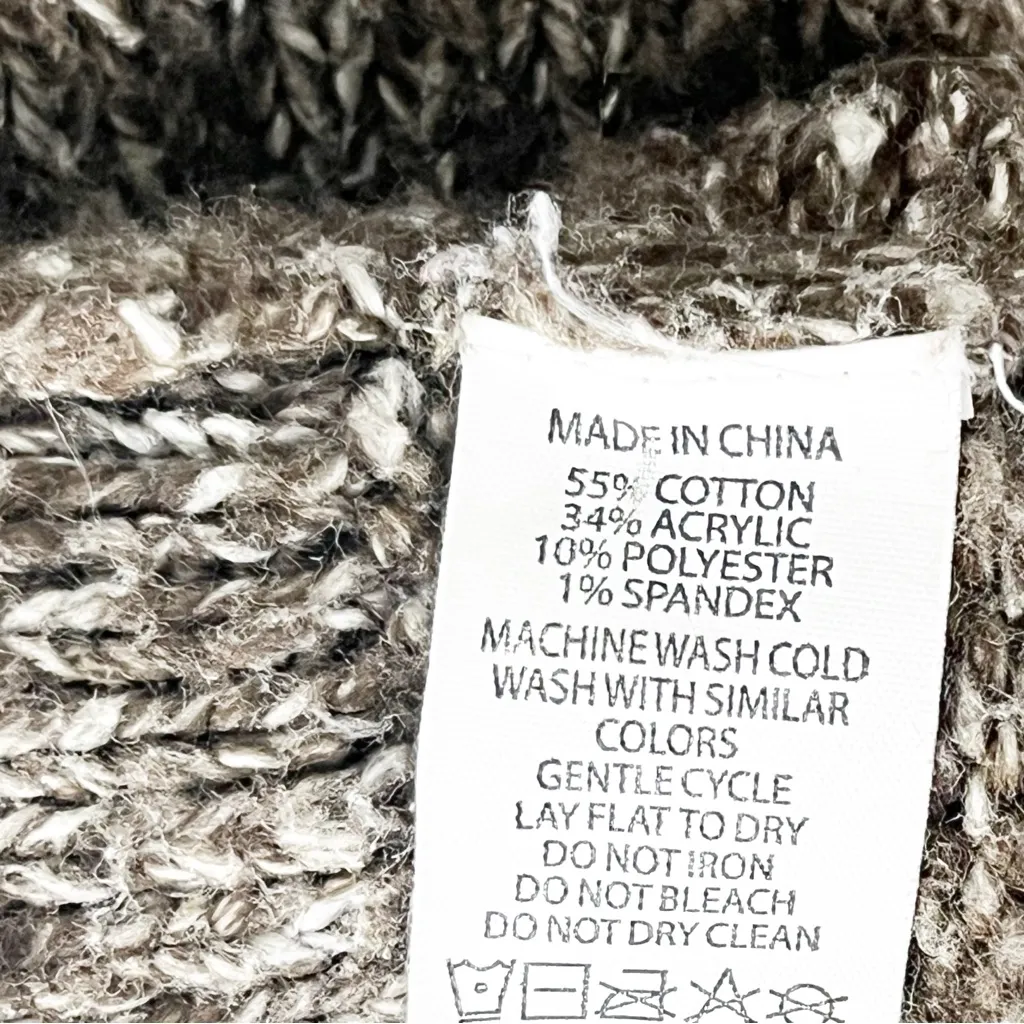 MADE IN CHINA
55% COTTON
34% ACRYLIC
10% POLYESTER
1% SPANDEX
MACHINE WASH COLD
WASH WITH SIMILAR
COLORS
GENTLE CYCLE
LAY FLAT TO DRY
DO NOT IRON
DO NOT BLEACH
DO NOT DRY CLEAN